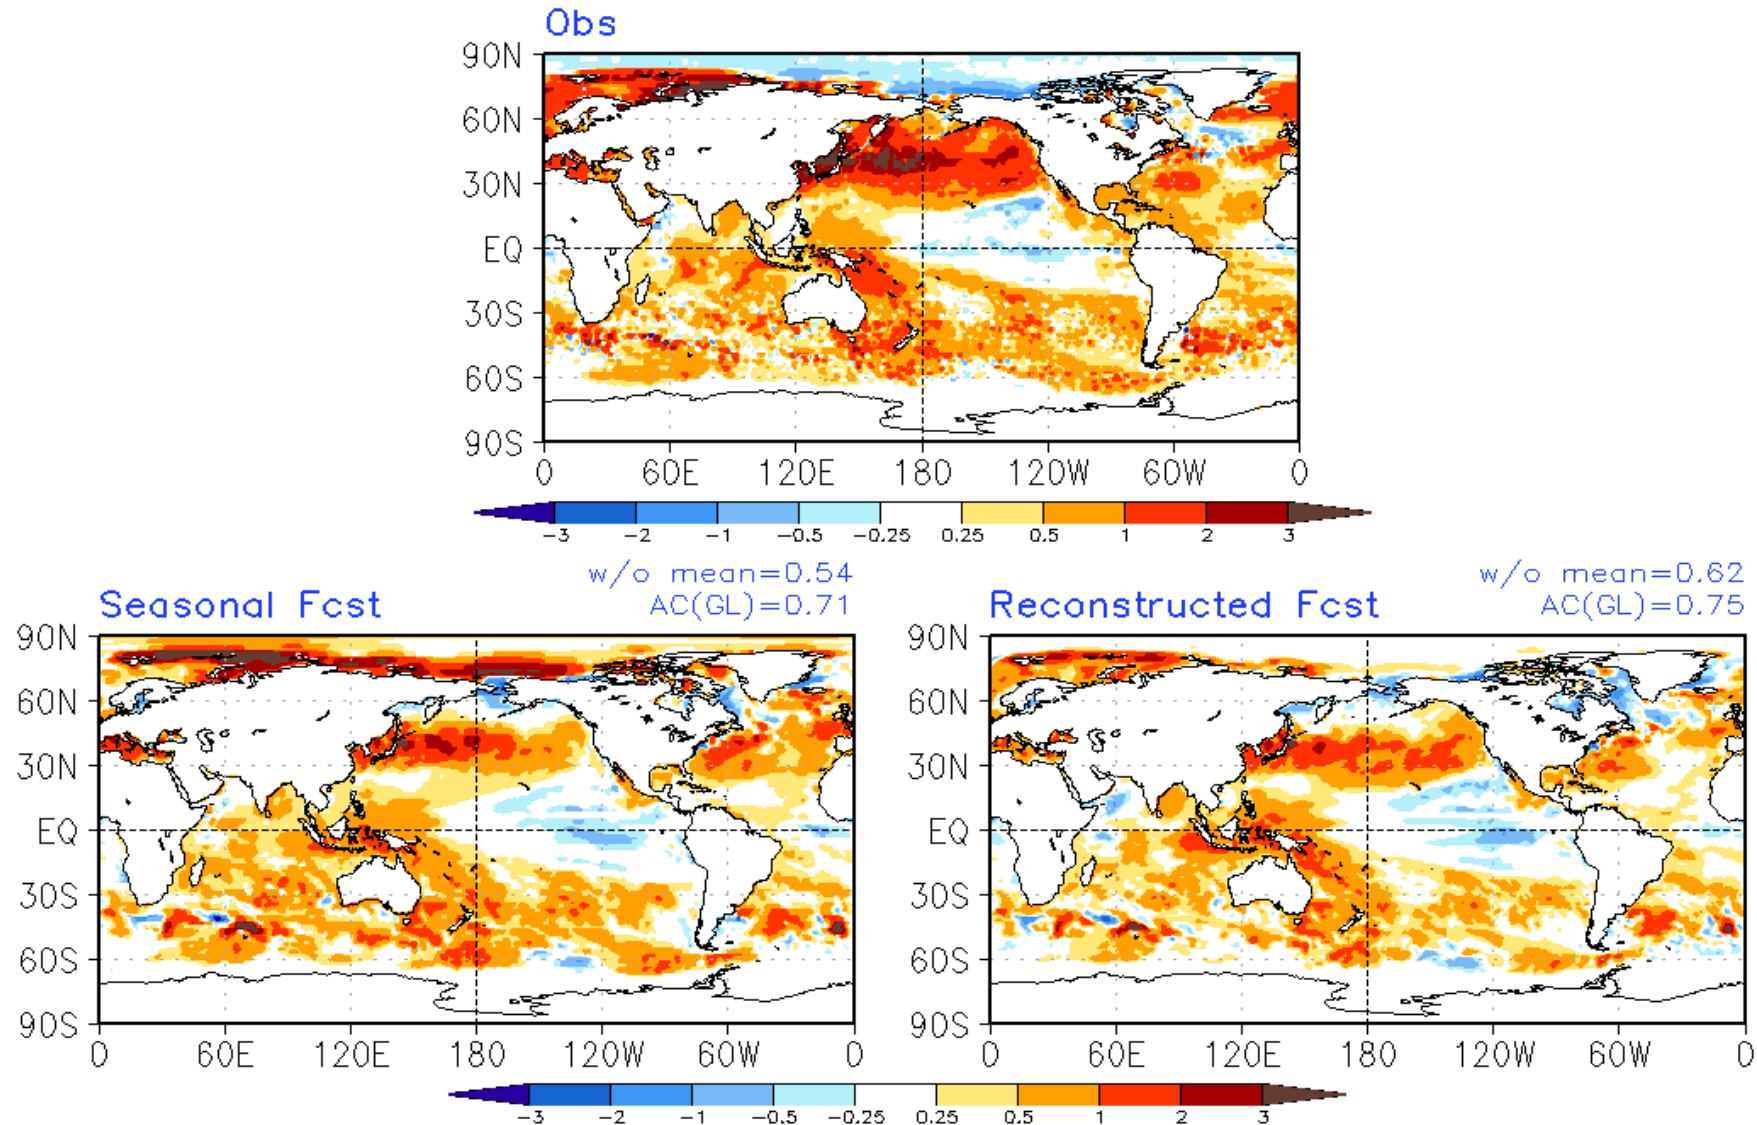 Obs
90N
60N
30N
EQ
30S
60S
90S
0 60E 120E 180 120W 60W 0
-3 -2 -1 -0.5 -0.25 0.25 0.5 1 2 3
w/o mean=0.54
Seasonal Fcst AC(GL)=0.71
90N
60N
30N
EQ
30S
60S
90S
0 60E 120E 180 120W 60W 0
w/o mean=0.62
Reconstructed Fcst AC(GL)=0.75
90N
60N
30N
EQ
30S
60S
90S
0 60E 120E 180 120W 60W 0
-3 -2 -1 -0.5 -0.25 0.25 0.5 1 2 3